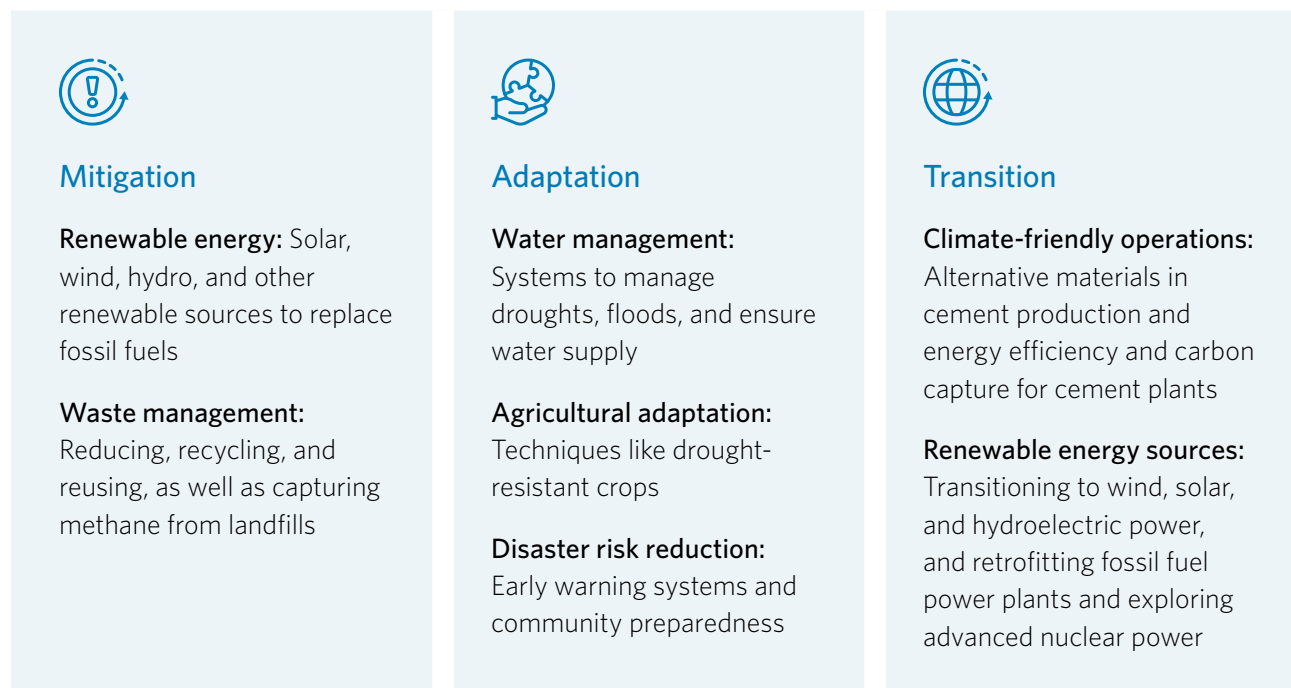 Mitigation
Renewable energy: Solar,
wind, hydro, and other
renewable sources to replace
fossil fuels
Waste management:
Reducing, recycling, and
reusing, as well as capturing
methane from landfills
Adaptation
Water management:
Systems to manage
droughts, floods, and ensure
water supply
Agricultural adaptation:
Techniques like drought-
resistant crops
Disaster risk reduction:
Early warning systems and
community preparedness
Transition
Climate-friendly operations:
Alternative materials in
cement production and
energy efficiency and carbon
capture for cement plants
Renewable energy sources:
Transitioning to wind, solar,
and hydroelectric power,
and retrofitting fossil fuel
power plants and exploring
advanced nuclear power